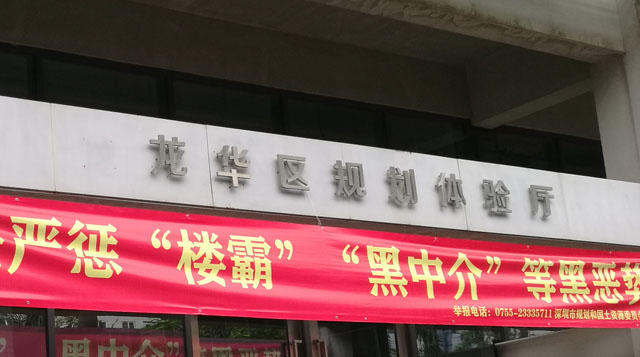 茏华区规划体验厅
严惩“楼霸” “黑中介”等黑恶势
举报电话：0755-23335711 深圳市规划和国土资源委员